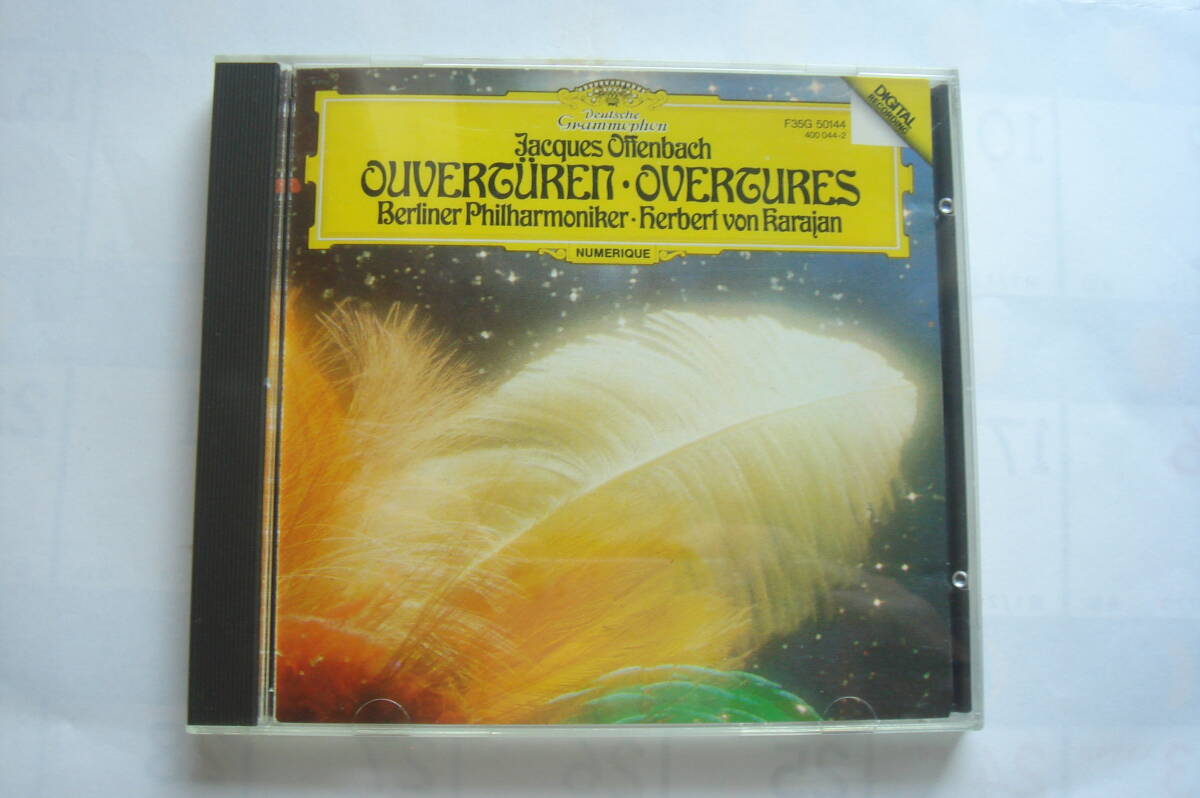 Deutsche
Grammophon
DIGITAL
RECORDING
F35G 50144
400 044-2
Jacques Offenbach
OUVERTÜREN · OVERTURES
Berliner Philharmoniker · Herbert von Karajan
NUMERIQUE